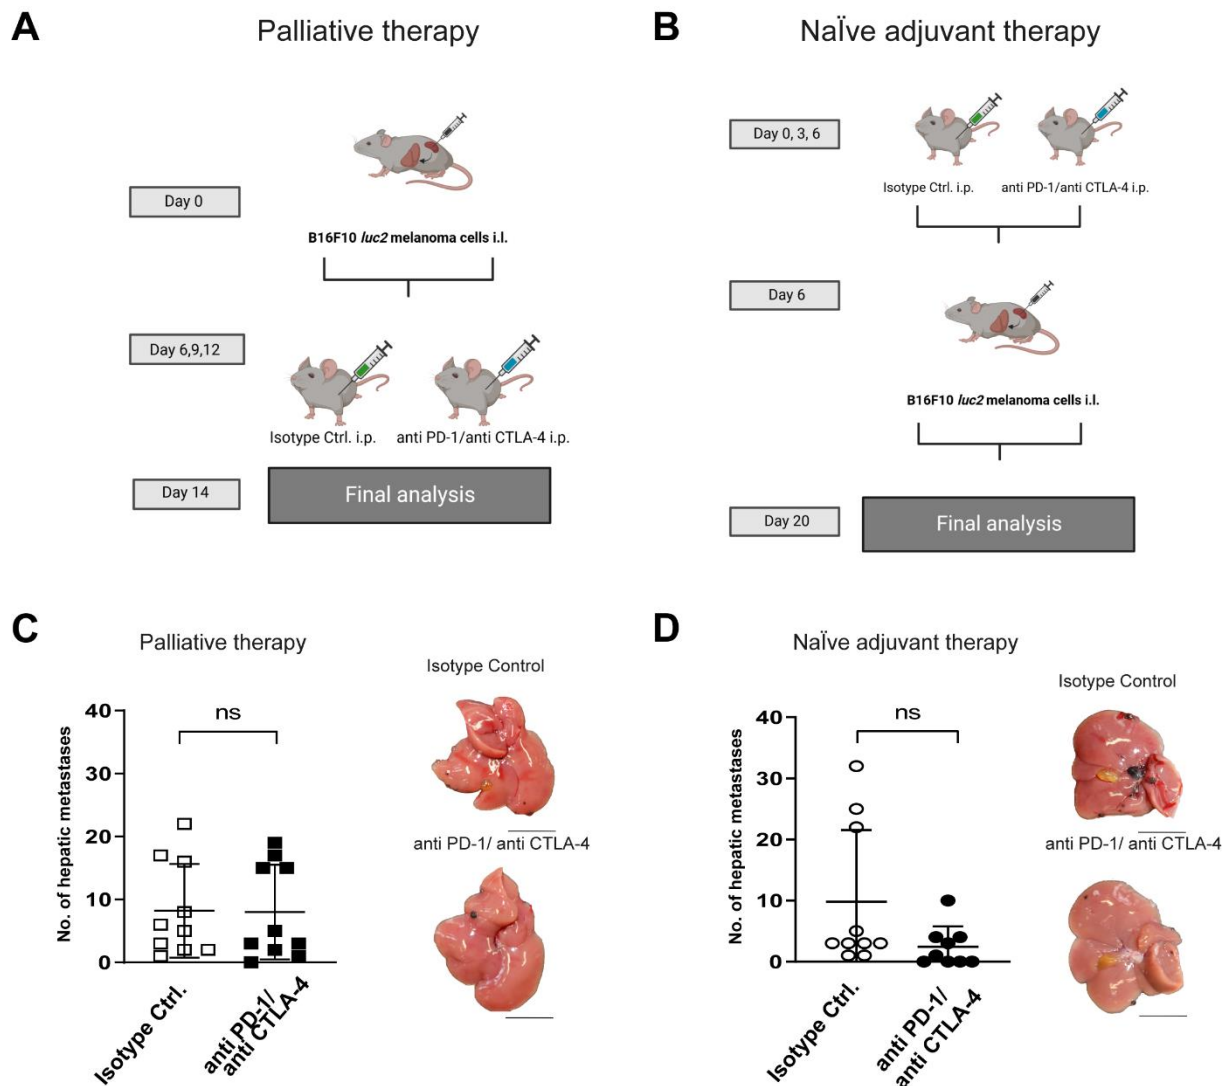 A
Palliative therapy
Day 0
B16F10 luc2 melanoma cells i.l.
Day 6,9,12
Isotype Ctrl. i.p.
anti PD-1/anti CTLA-4 i.p.
Day 14
Final analysis
B
NaÏve adjuvant therapy
Day 0, 3, 6
Isotype Ctrl. i.p.
anti PD-1/anti CTLA-4 i.p.
Day 6
B16F10 luc2 melanoma cells i.l.
Day 20
Final analysis
C
Palliative therapy
No. of hepatic metastases
40
30
20
10
0
ns
Isotype Ctrl.
anti PD-1/
anti CTLA-4
Isotype Control
anti PD-1/ anti CTLA-4
D
NaÏve adjuvant therapy
No. of hepatic metastases
40
30
20
10
0
ns
Isotype Ctrl.
anti PD-1/
anti CTLA-4
Isotype Control
anti PD-1/ anti CTLA-4